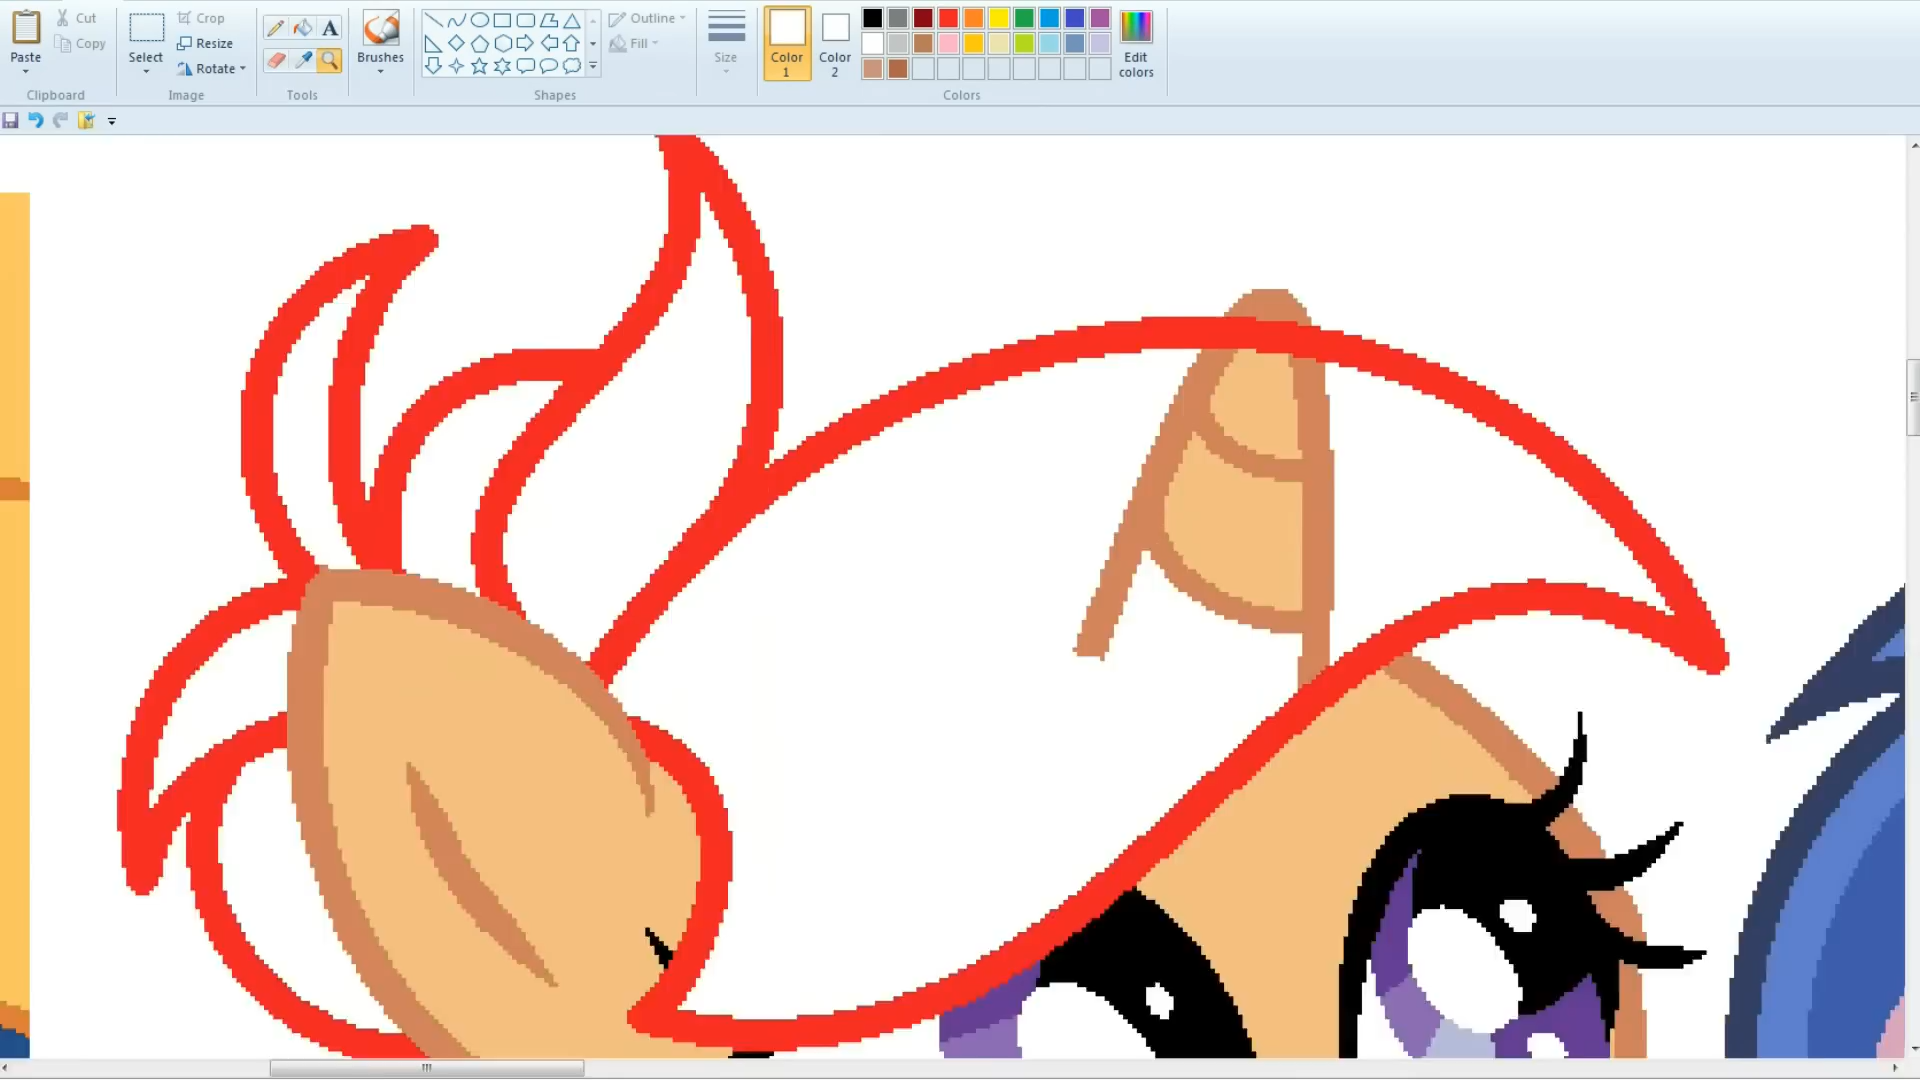 Paste
Cut
Copy
Clipboard
Select
Crop
Resize
Rotate
Image
A
Tools
Brushes
Shapes
Outline
Fill
Size
Color
1
Color
2
Edit
colors
Colors